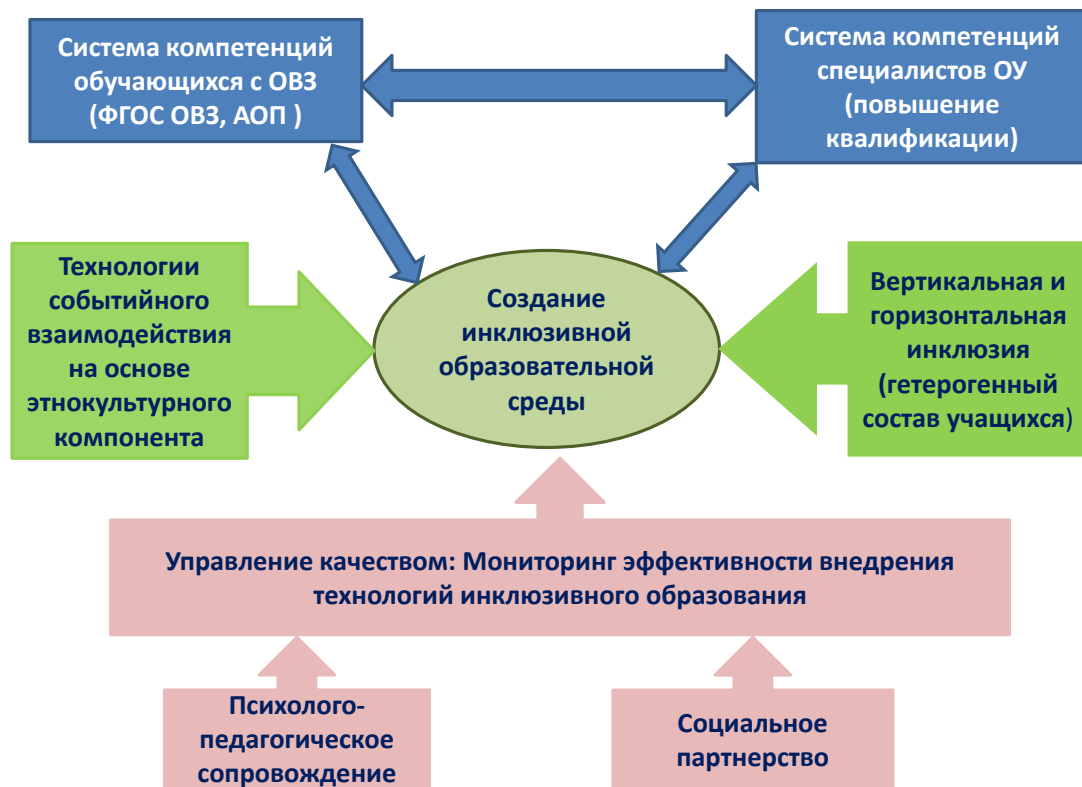 Система компетенций
обучающихся с ОВЗ
(ФГОС ОВЗ, АОП )
Система компетенций
специалистов ОУ
(повышение
квалификации)
Технологии
событийного
взаимодействия
на основе
этнокультурного
компонента
Создание
инклюзивной
образовательной
среды
Вертикальная и
горизонтальная
инклюзия
(гетерогенный
состав учащихся)
Управление качеством: Мониторинг эффективности внедрения
технологий инклюзивного образования
Психолого-
педагогическое
сопровождение
Социальное
партнерство